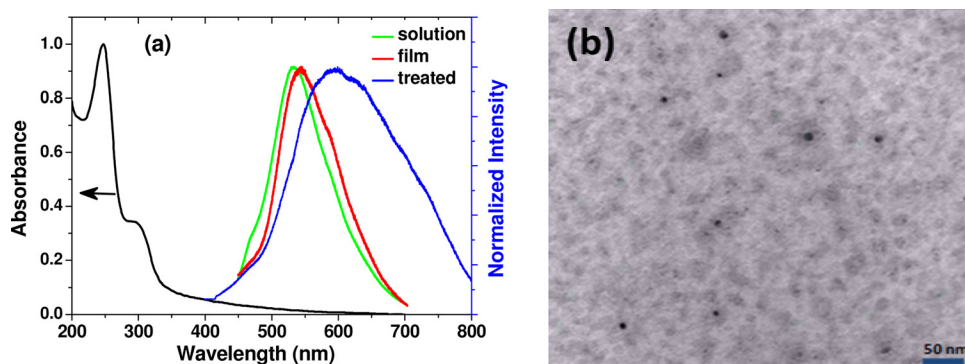 (a)
solution
film
treated
1.0
0.8
0.6
0.4
0.2
0.0
200 300 400 500 600 700 800
Wavelength (nm)
Absorbance
Normalized Intensity
(b)
50 nm